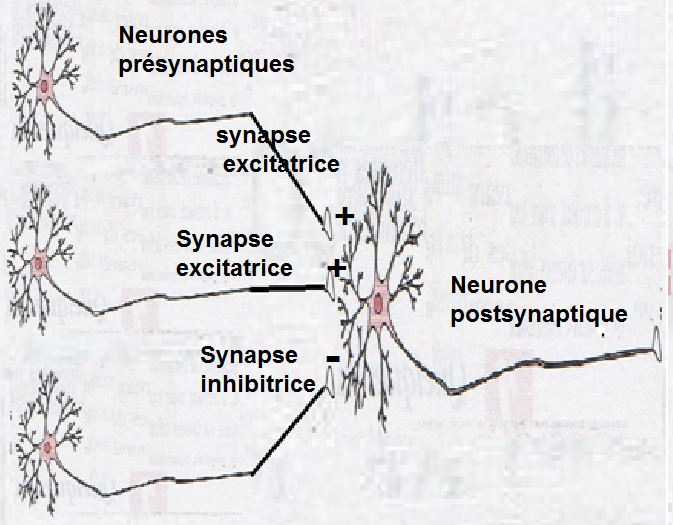 Neurones
présynaptiques
synapse
excitatrice
+
Synapse
excitatrice
+
Neurone
postsynaptique
Synapse
inhibitrice
-